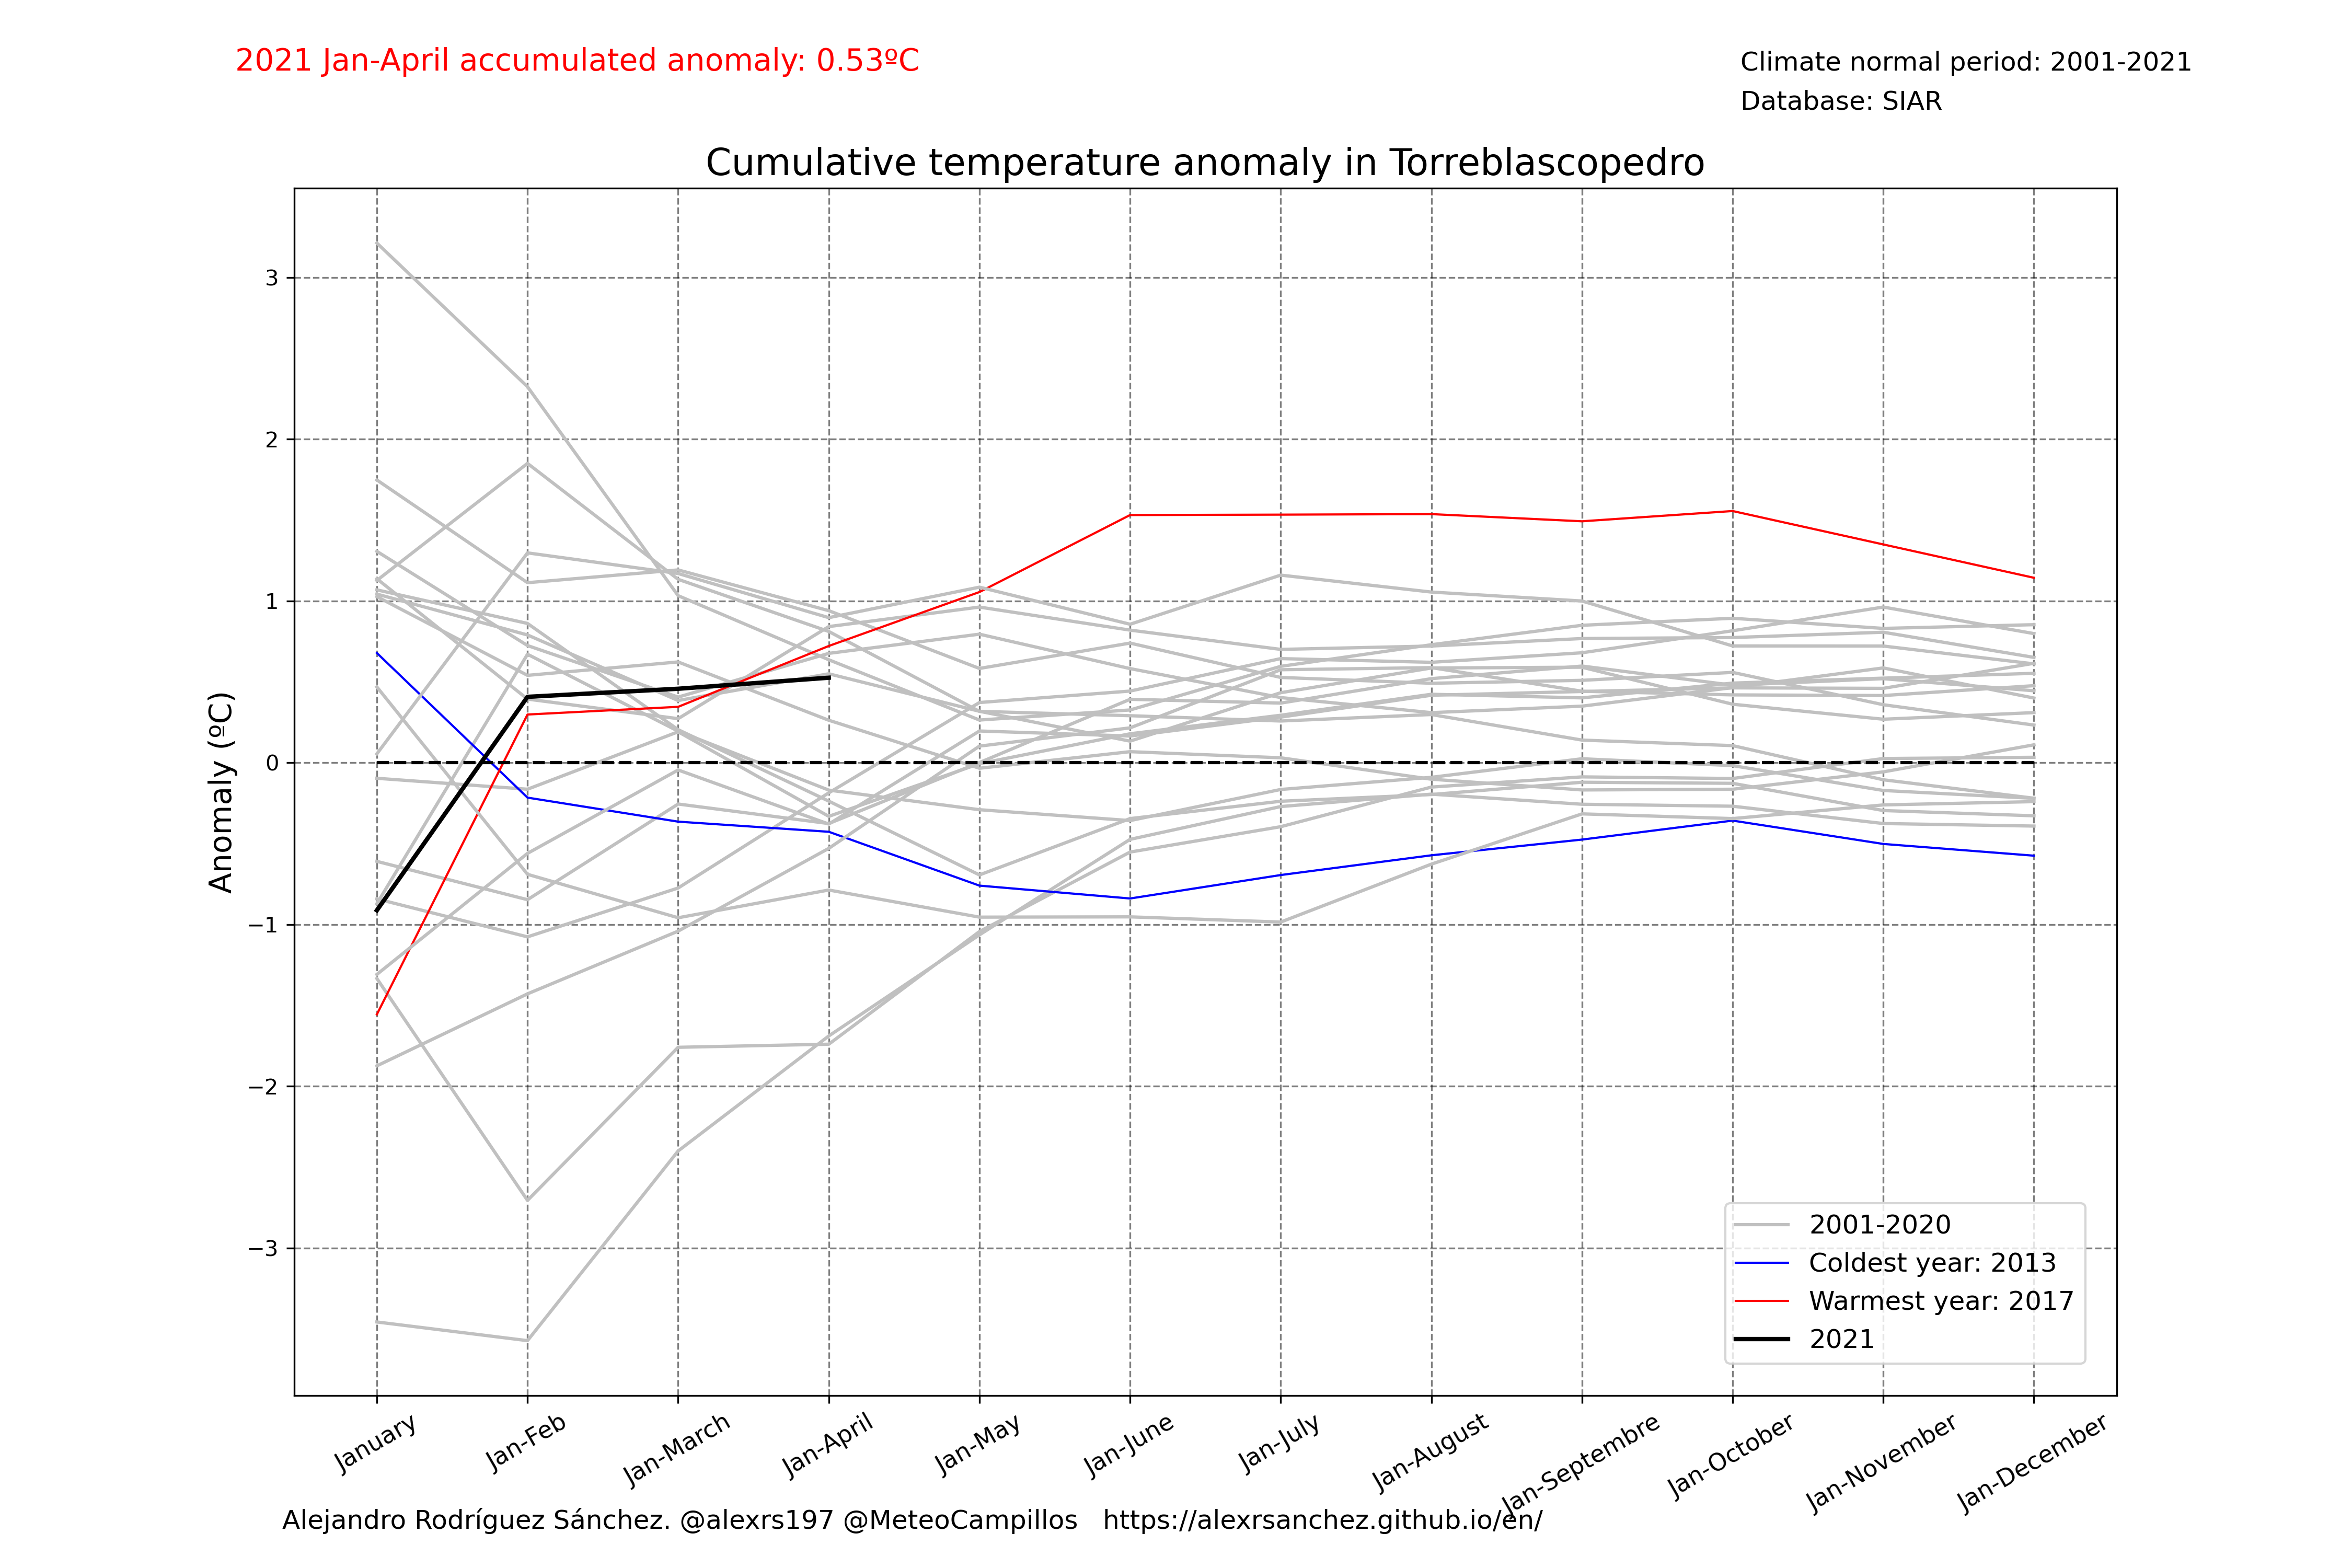 2021 Jan-April accumulated anomaly: 0.53ºC
Climate normal period: 2001-2021
Database: SIAR
Cumulative temperature anomaly in Torreblascopedro
Anomaly (ºC)
3
2
1
0
−1
−2
−3
2001-2020
Coldest year: 2013
Warmest year: 2017
2021
January
Jan-Feb
Jan-March
Jan-April
Jan-May
Jan-June
Jan-July
Jan-August
Jan-Septembre
Jan-October
Jan-November
Jan-December
Alejandro Rodríguez Sánchez. @alexrs197 @MeteoCampillos https://alexrsanchez.github.io/en/